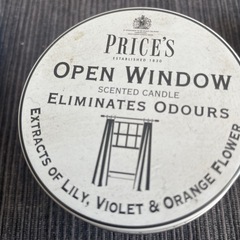 PRICE'S
ESTABLISHED 1830
OPEN WINDOW
SCENTED CANDLE
ELIMINATES ODOURS
EXTRACTS OF LILY, VIOLET & ORANGE FLOWER